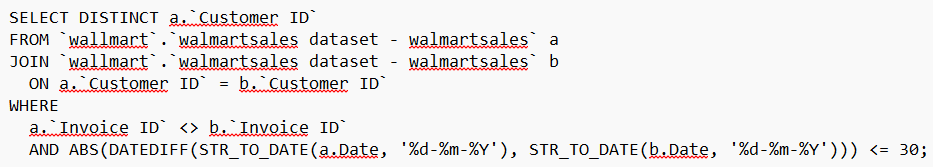 SELECT DISTINCT a.`Customer ID`
FROM `wallmart`.`walmartsales dataset - walmartsales` a
JOIN `wallmart`.`walmartsales dataset - walmartsales` b
  ON a.`Customer ID` = b.`Customer ID`
WHERE
  a.`Invoice ID` <> b.`Invoice ID`
  AND ABS(DATEDIFF(STR_TO_DATE(a.Date, '%d-%m-%Y'), STR_TO_DATE(b.Date, '%d-%m-%Y'))) <= 30;